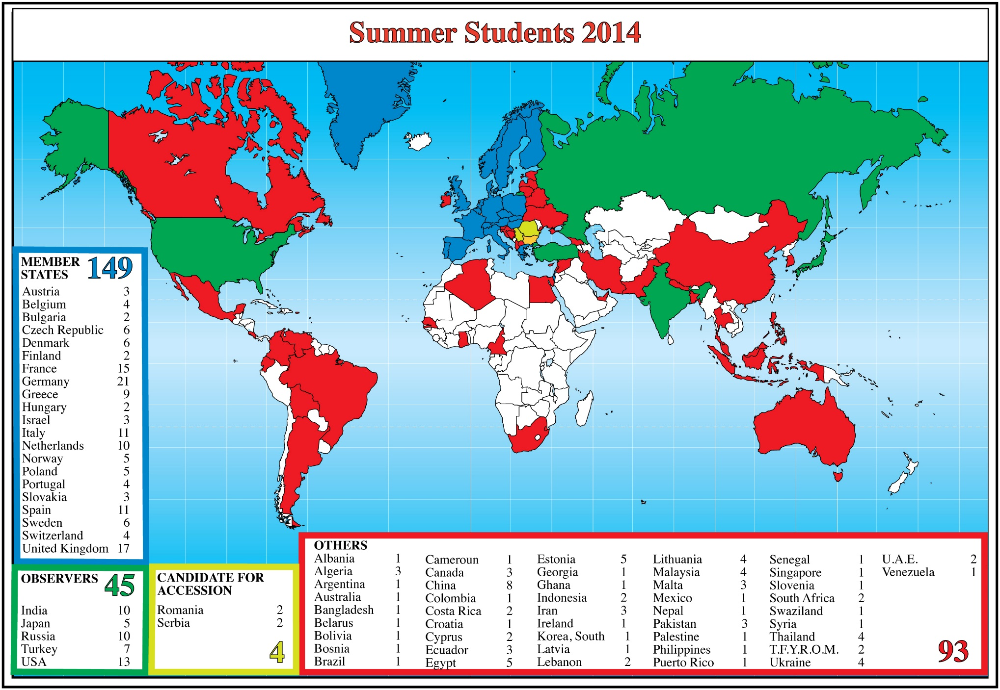 Summer Students 2014
MEMBER STATES 149
Austria 3
Belgium 4
Bulgaria 2
Czech Republic 6
Denmark 6
Finland 2
France 15
Germany 21
Greece 9
Hungary 2
Israel 3
Italy 11
Netherlands 10
Norway 5
Poland 5
Portugal 4
Slovakia 3
Spain 11
Sweden 6
Switzerland 4
United Kingdom 17
OBSERVERS 45
India 10
Japan 5
Russia 10
Turkey 7
USA 13
CANDIDATE FOR
ACCESSION
Romania 2
Serbia 2
4
OTHERS
Albania 1
Algeria 3
Argentina 1
Australia 1
Bangladesh 1
Belarus 1
Bolivia 1
Bosnia 1
Brazil 1
Cameroun 1
Canada 3
China 8
Colombia 1
Costa Rica 2
Croatia 1
Cyprus 2
Ecuador 3
Egypt 5
Estonia 5
Georgia 1
Ghana 1
Indonesia 2
Iran 3
Ireland 1
Korea, South 1
Latvia 1
Lebanon 2
Lithuania 4
Malaysia 4
Malta 3
Mexico 1
Nepal 1
Pakistan 3
Palestine 1
Philippines 1
Puerto Rico 1
Senegal 1
Singapore 1
Slovenia 1
South Africa 2
Swaziland 1
Syria 1
Thailand 4
T.F.Y.R.O.M. 2
Ukraine 4
U.A.E. 2
Venezuela 1
93